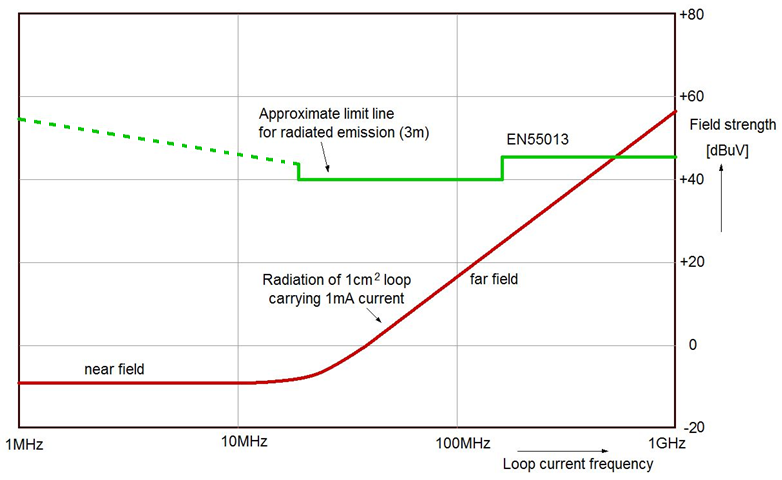 +80
+60
Field strength
[dBuV]
Approximate limit line
for radiated emission (3m)
EN55013
+40
+20
Radiation of 1cm² loop
carrying 1mA current
far field
0
near field
-20
1MHz
10MHz
100MHz
1GHz
Loop current frequency